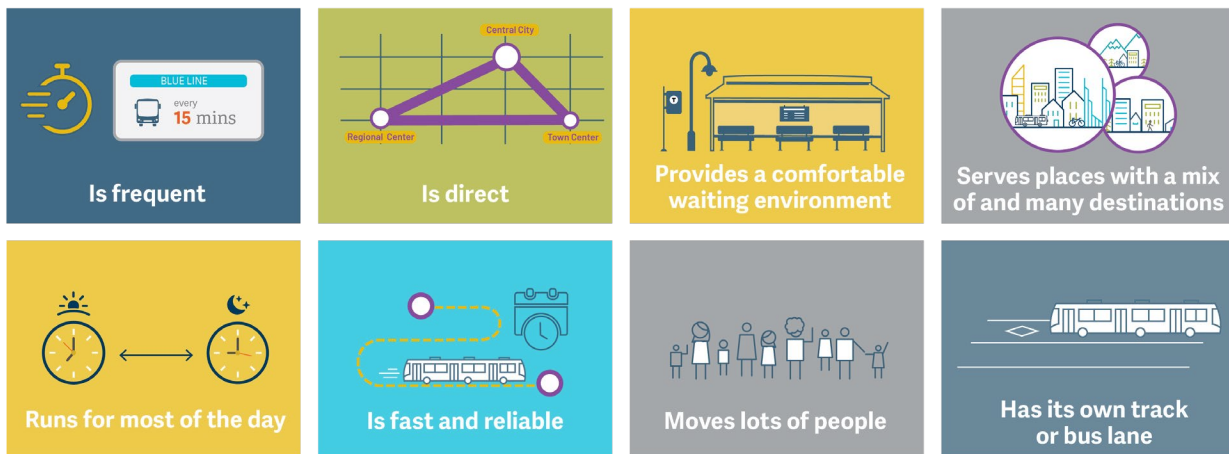 BLUE LINE
every
15 mins
Is frequent
Central City
Regional Center
Town Center
Is direct
T
Provides a comfortable
waiting environment
Serves places with a mix
of and many destinations
Runs for most of the day
Is fast and reliable
Moves lots of people
Has its own track
or bus lane